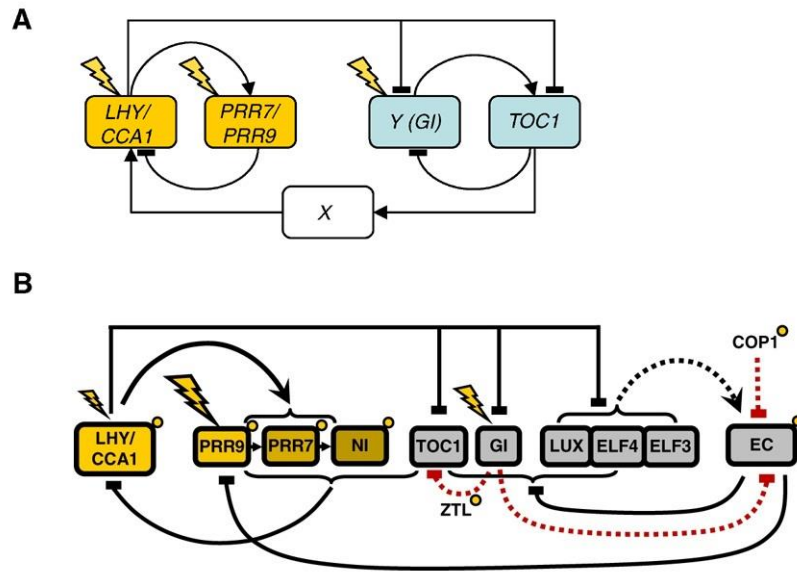 A
LHY/
CCA1
PRR7/
PRR9
Y (GI)
TOC1
X
B
COP1
LHY/
CCA1
PRR9
PRR7
NI
TOC1
GI
LUX
ELF4
ELF3
EC
ZTL